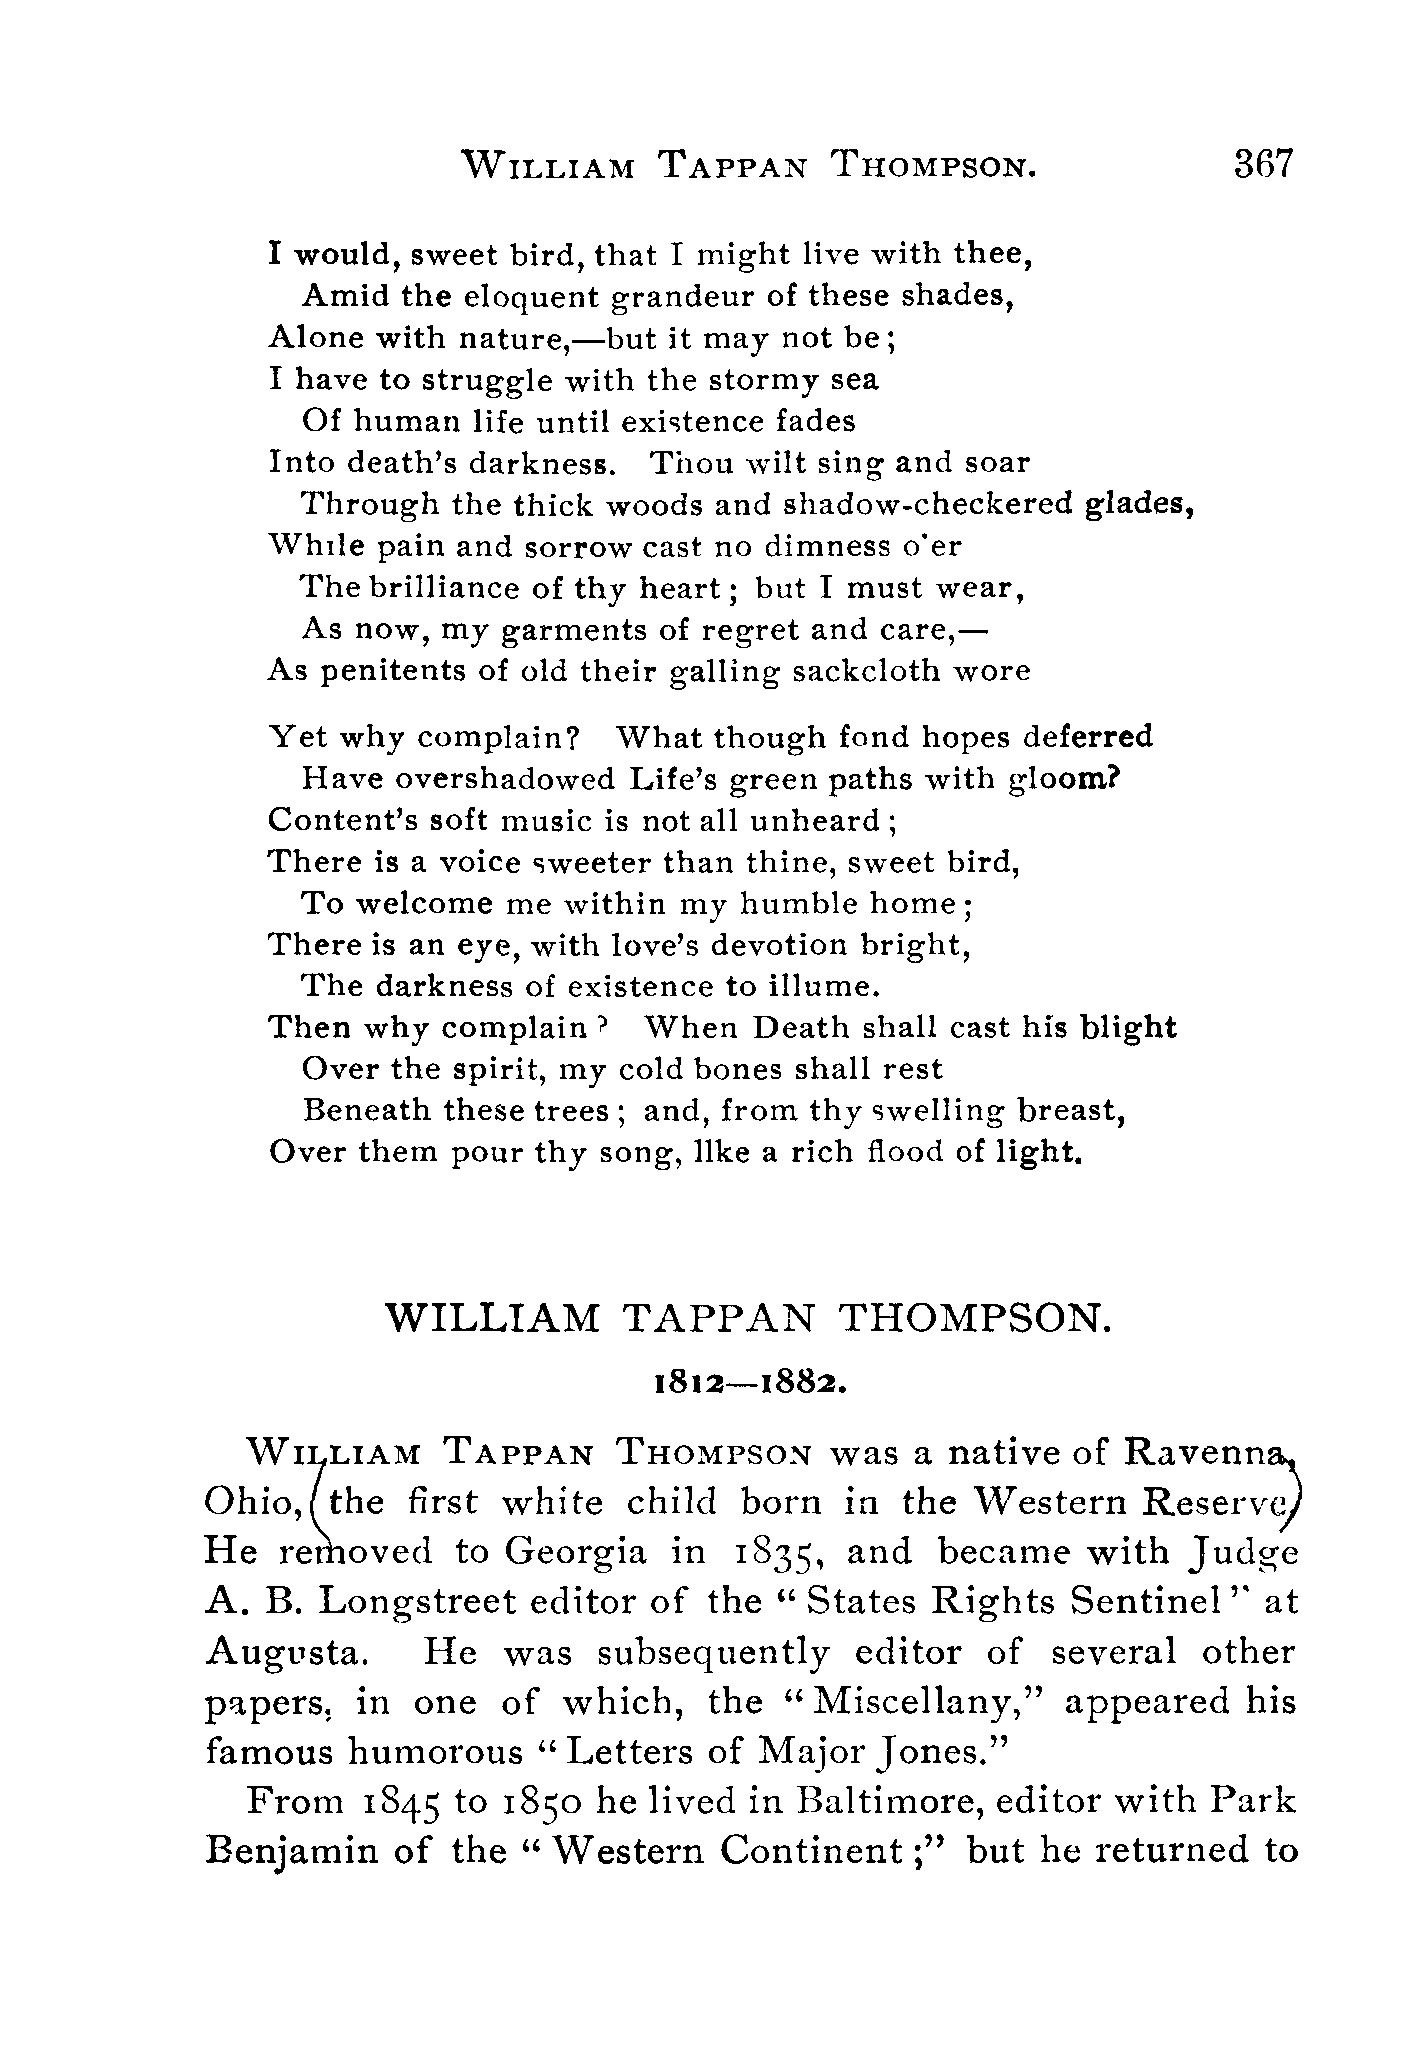 William Tappan Thompson. 367
I would, sweet bird, that I might live with thee,
Amid the eloquent grandeur of these shades,
Alone with nature,—but it may not be;
I have to struggle with the stormy sea
Of human life until existence fades
Into death's darkness. Thou wilt sing and soar
Through the thick woods and shadow-checkered glades,
While pain and sorrow cast no dimness o'er
The brilliance of thy heart; but I must wear,
As now, my garments of regret and care,—
As penitents of old their galling sackcloth wore
Yet why complain? What though fond hopes deferred
Have overshadowed Life's green paths with gloom?
Content's soft music is not all unheard;
There is a voice sweeter than thine, sweet bird,
To welcome me within my humble home;
There is an eye, with love's devotion bright,
The darkness of existence to illume.
Then why complain? When Death shall cast his blight
Over the spirit, my cold bones shall rest
Beneath these trees; and, from thy swelling breast,
Over them pour thy song, like a rich flood of light.
WILLIAM TAPPAN THOMPSON.
1812—1882.
William Tappan Thompson was a native of Ravenna,
Ohio, (the first white child born in the Western Reserve)
He removed to Georgia in 1835, and became with Judge
A. B. Longstreet editor of the "States Rights Sentinel" at
Augusta. He was subsequently editor of several other
papers, in one of which, the "Miscellany," appeared his
famous humorous "Letters of Major Jones."
From 1845 to 1850 he lived in Baltimore, editor with Park
Benjamin of the "Western Continent;" but he returned to